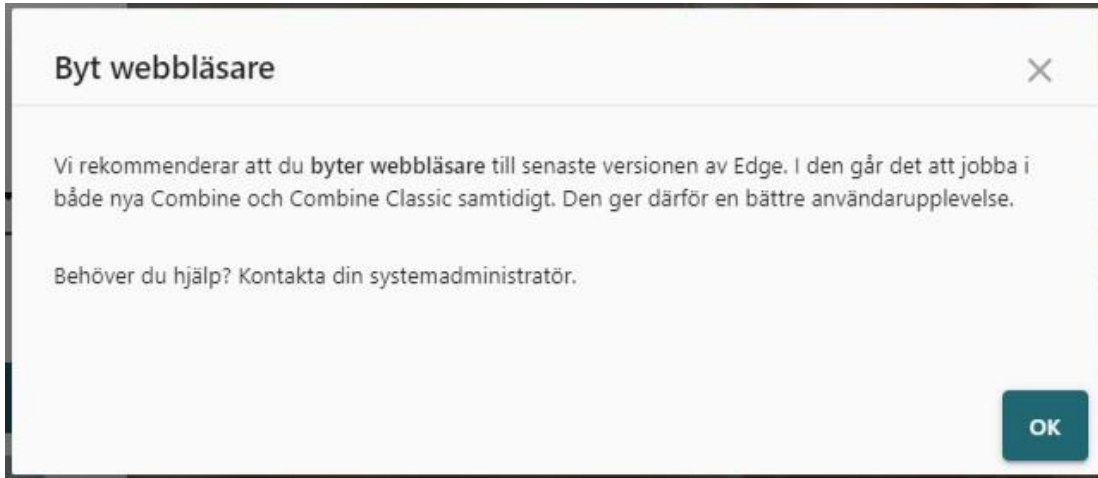 Byt webbläsare
Vi rekommenderar att du byter webbläsare till senaste versionen av Edge. I den går det att jobba i
både nya Combine och Combine Classic samtidigt. Den ger därför en bättre användarupplevelse.
Behöver du hjälp? Kontakta din systemadministratör.
OK